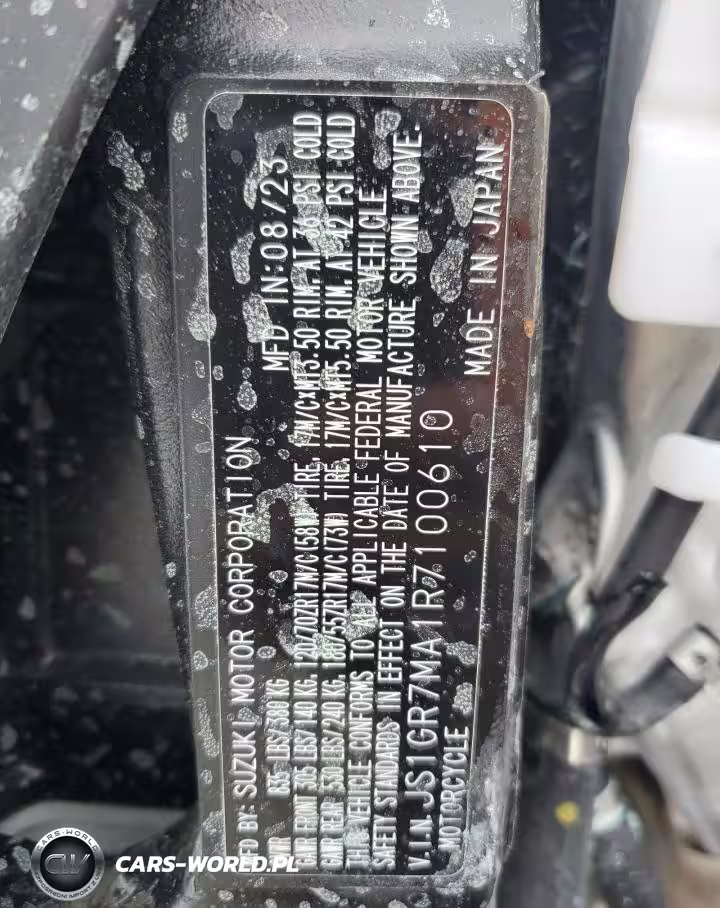 MFD BY: SUZUKI MOTOR CORPORATION
MFD IN:08/23
GVWR 835 LBS/380 KG
GAWR FRONT 305 LBS/140 KG, 120/70ZR17M/C(58W) TIRE, 17M/CxMT3.50 RIM, AT 36 PSI COLD
GAWR REAR 530 LBS/240 KG, 180/55ZR17M/C(73W) TIRE, 17M/CxMT5.50 RIM, AT 42 PSI COLD
THIS VEHICLE CONFORMS TO ALL APPLICABLE FEDERAL MOTOR VEHICLE
SAFETY STANDARDS IN EFFECT ON THE DATE OF MANUFACTURE SHOWN ABOVE.
V.I.N. JS1GR7MA1R7100610
MOTORCYCLE MADE IN JAPAN
CARS-WORLD
CW
CARS-WORLD.PL